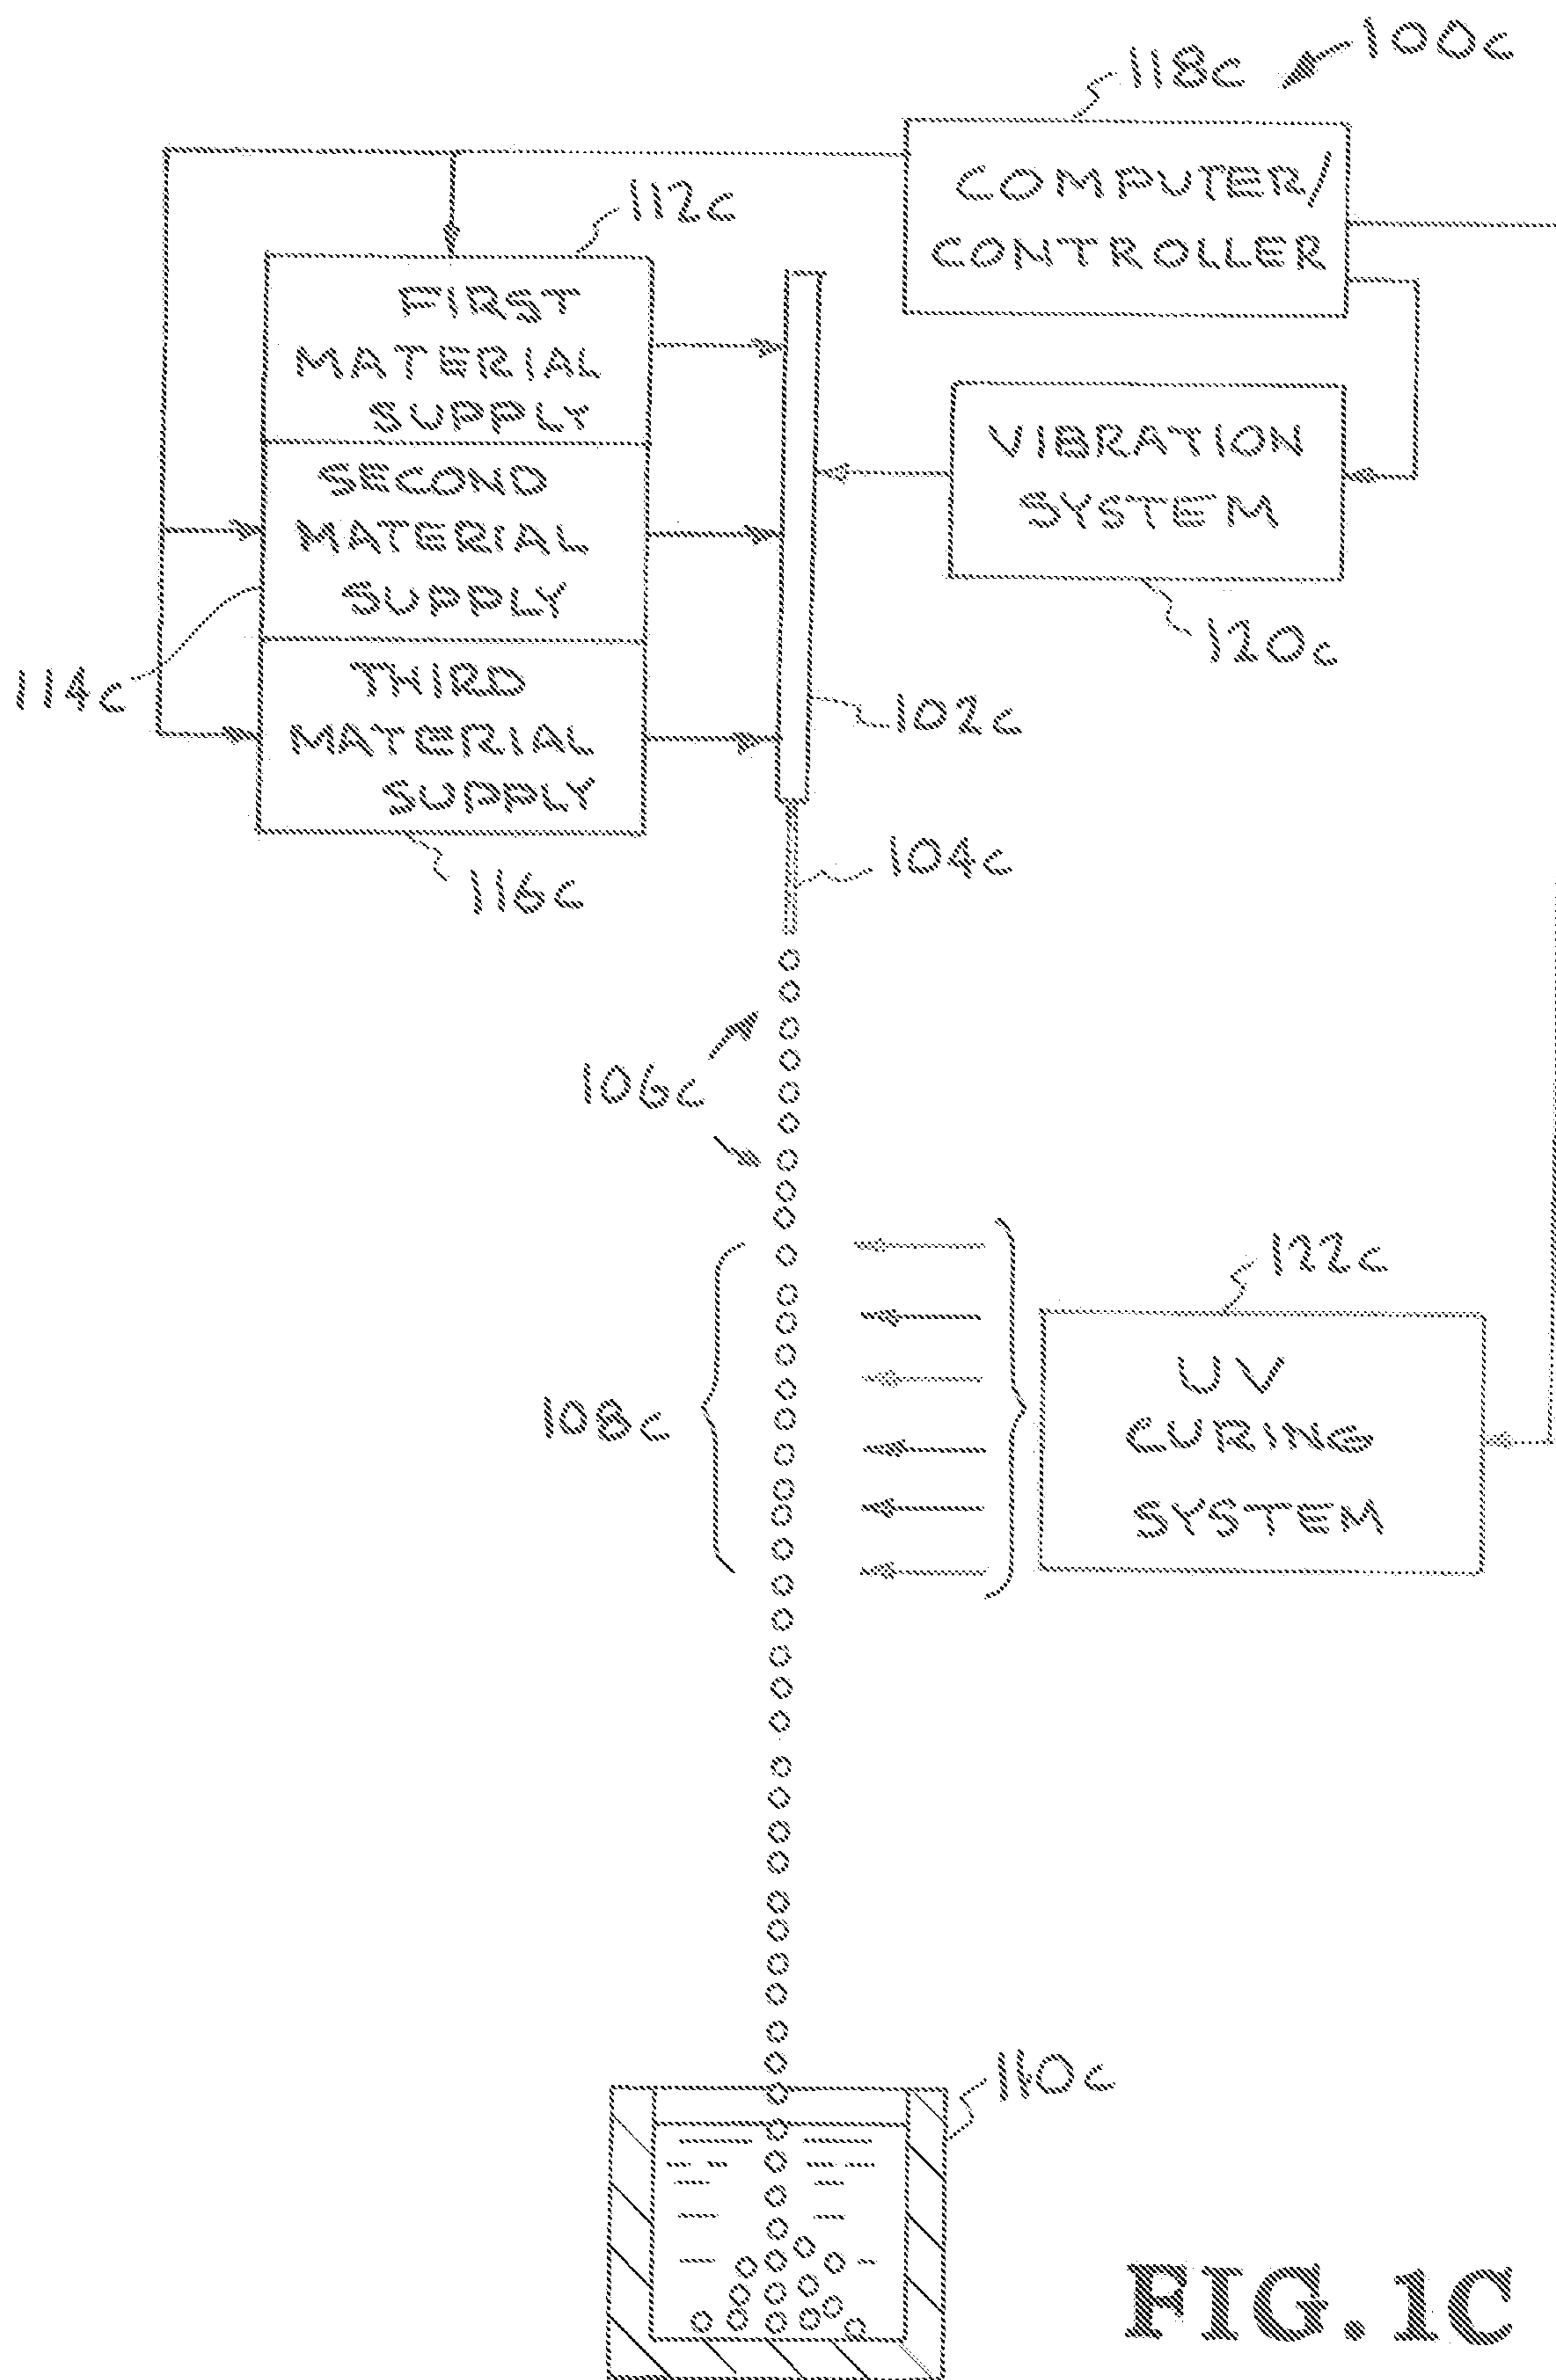 100c
118c
COMPUTER/
CONTROLLER
112c
FIRST
MATERIAL
SUPPLY
SECOND
MATERIAL
SUPPLY
THIRD
MATERIAL
SUPPLY
VIBRATION
SYSTEM
120c
114c
102c
116c
104c
106c
108c
122c
UV
CURING
SYSTEM
110c
FIG. 1C